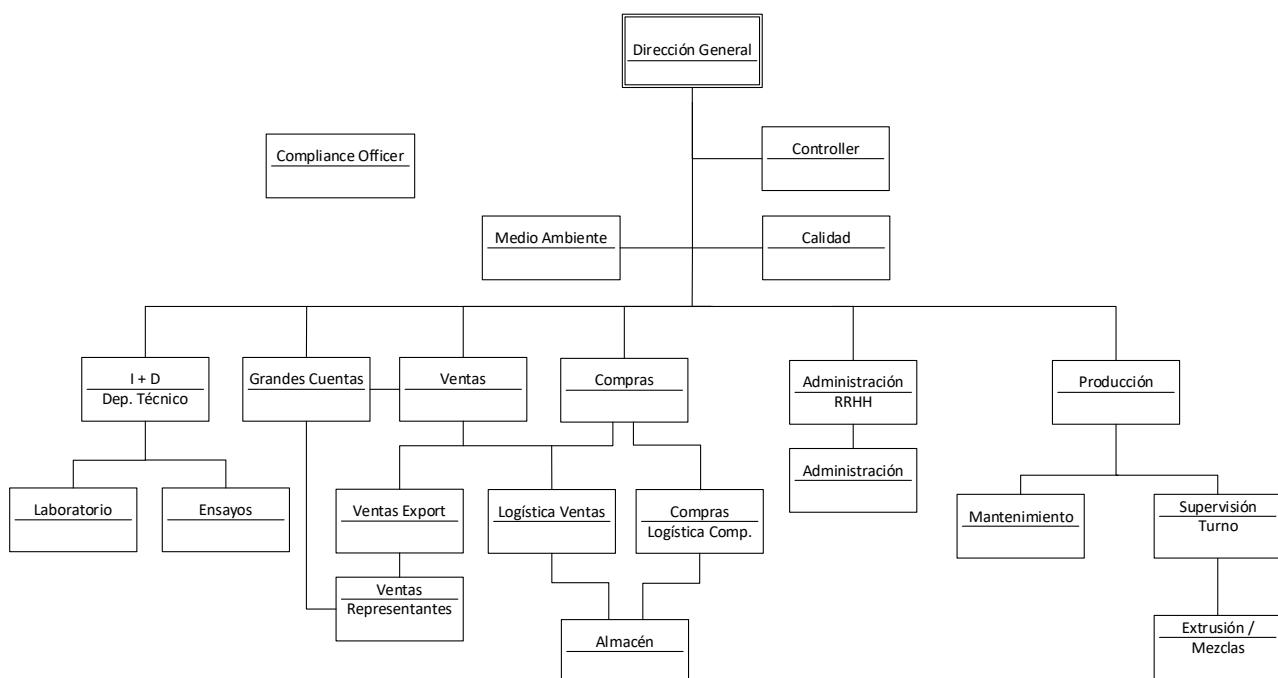 Dirección General
Compliance Officer
Controller
Medio Ambiente
Calidad
I + D
Dep. Técnico
Grandes Cuentas
Ventas
Compras
Administración
RRHH
Producción
Laboratorio
Ensayos
Ventas Export
Logística Ventas
Compras
Logística Comp.
Administración
Mantenimiento
Supervisión
Turno
Ventas
Representantes
Almacén
Extrusión /
Mezclas